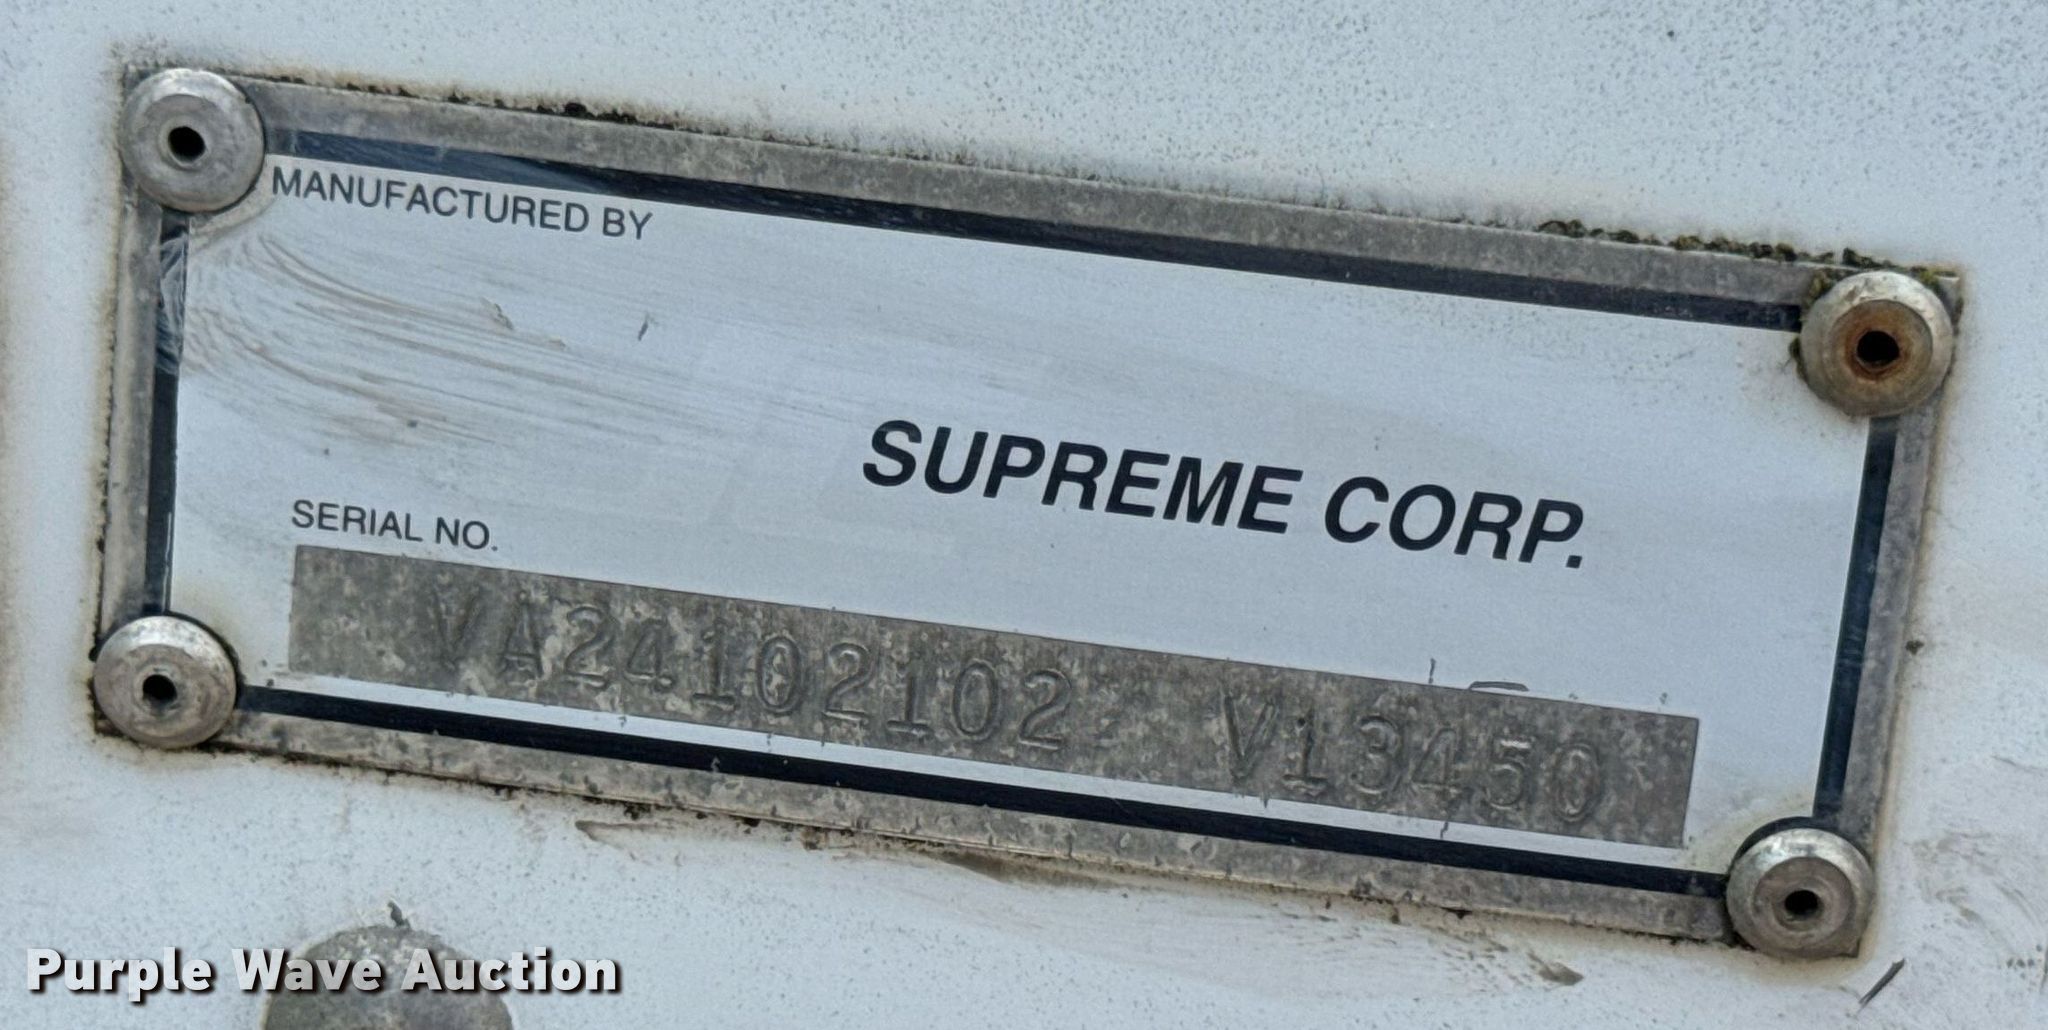 MANUFACTURED BY
SUPREME CORP.
SERIAL NO.
VA24102102 V13450
Purple Wave Auction